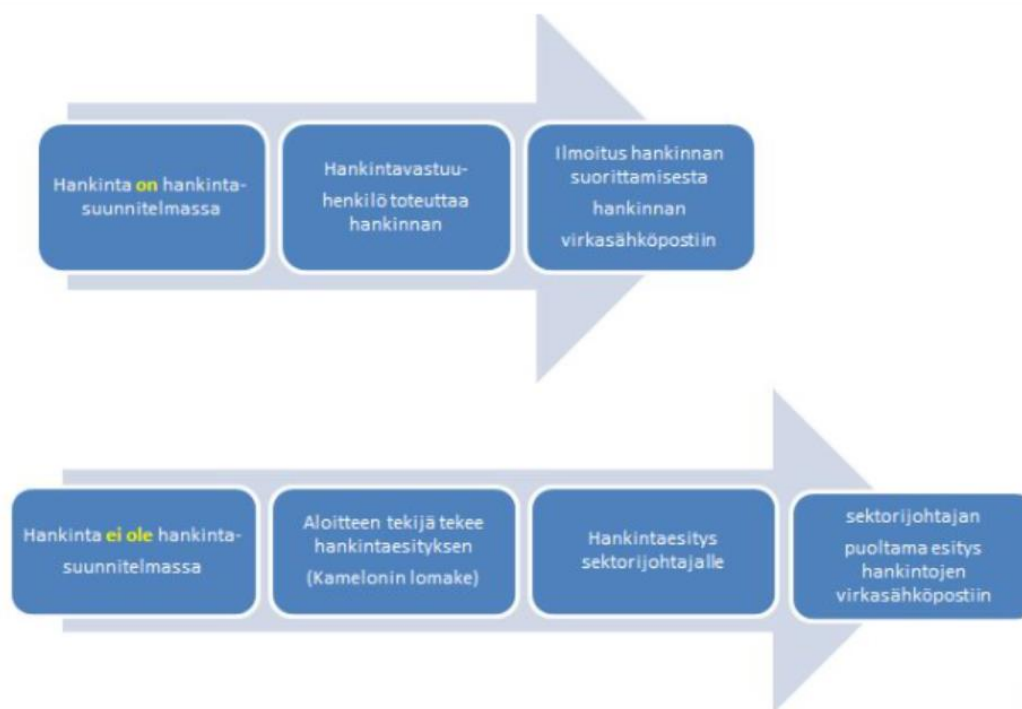 Hankinta on hankinta-
suunnitelmassa
Hankintavastuu-
henkilö toteuttaa
hankinnan
Ilmoitus hankinnan
suorittamisesta
hankinnan
virkasähköpostiin
Hankinta ei ole hankinta-
suunnitelmassa
Aloitteen tekijä tekee
hankintaesityksen
(Kamelonin lomake)
Hankintaesitys
sektorijohtajalle
sektorijohtajan
puoltama esitys
hankintojen
virkasähköpostiin